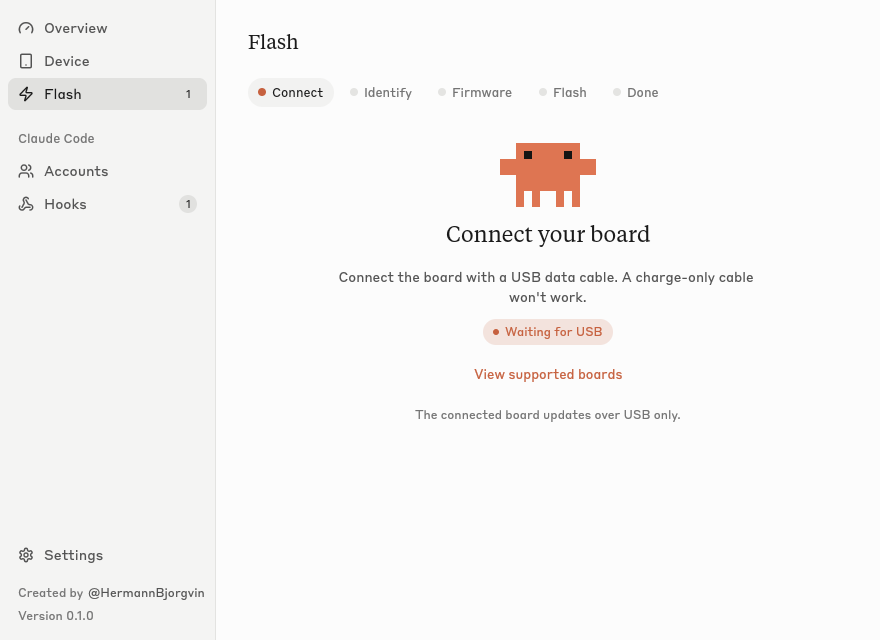 Overview
Device
Flash 1
Claude Code
Accounts
Hooks 1
Settings
Created by @HermannBjorgvin
Version 0.1.0
Flash
Connect Identify Firmware Flash Done
Connect your board
Connect the board with a USB data cable. A charge-only cable
won't work.
Waiting for USB
View supported boards
The connected board updates over USB only.